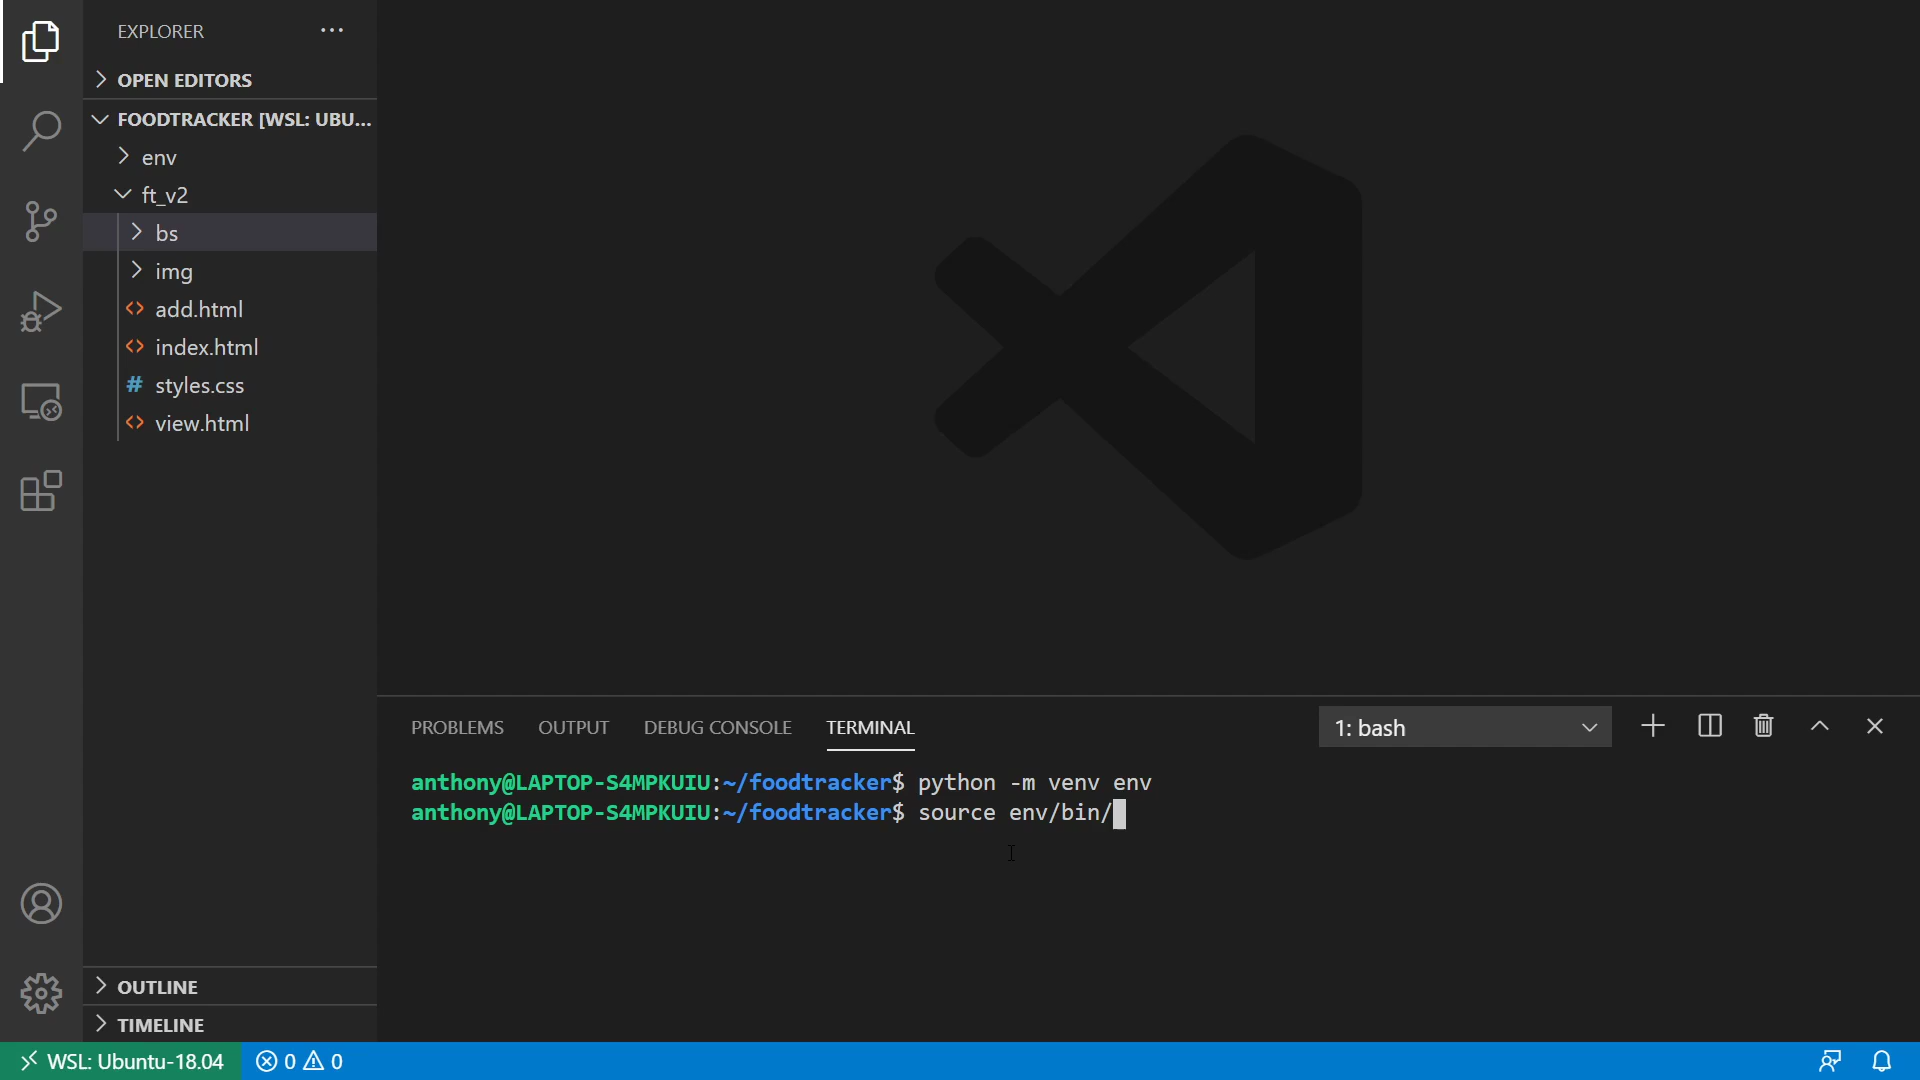 EXPLORER
OPEN EDITORS
FOODTRACKER [WSL: UBU...
env
ft_v2
bs
img
add.html
index.html
styles.css
view.html
OUTLINE
TIMELINE
PROBLEMS OUTPUT DEBUG CONSOLE TERMINAL 1: bash
anthony@LAPTOP-S4MPKUIU:~/foodtracker$ python -m venv env
anthony@LAPTOP-S4MPKUIU:~/foodtracker$ source env/bin/
WSL: Ubuntu-18.04 0 0